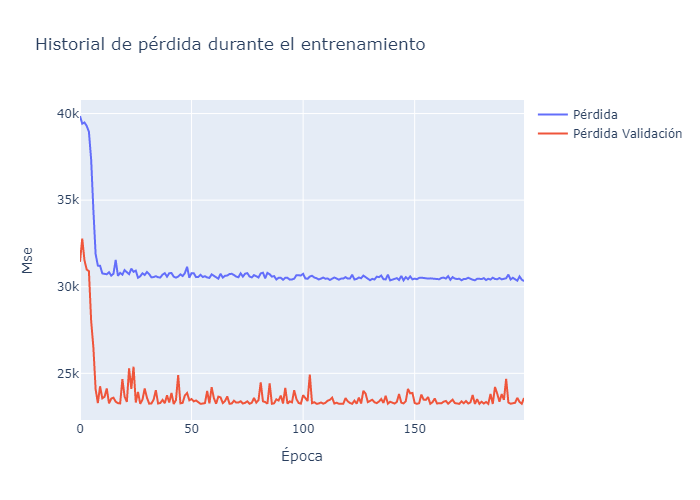 Historial de pérdida durante el entrenamiento
40k
35k
30k
25k
Mse
0
50
100
150
Época
Pérdida
Pérdida Validación